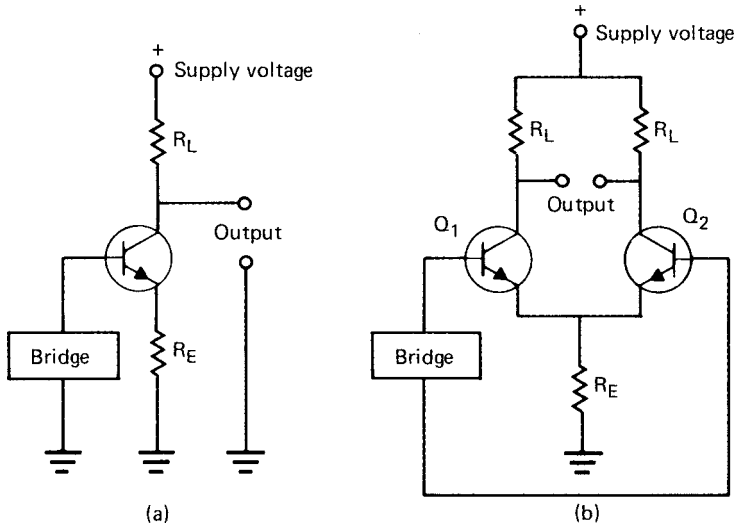 +
Supply voltage
R_L
Output
Bridge
R_E
(a)
+
Supply voltage
R_L
R_L
Output
Q_1
Q_2
Bridge
R_E
(b)